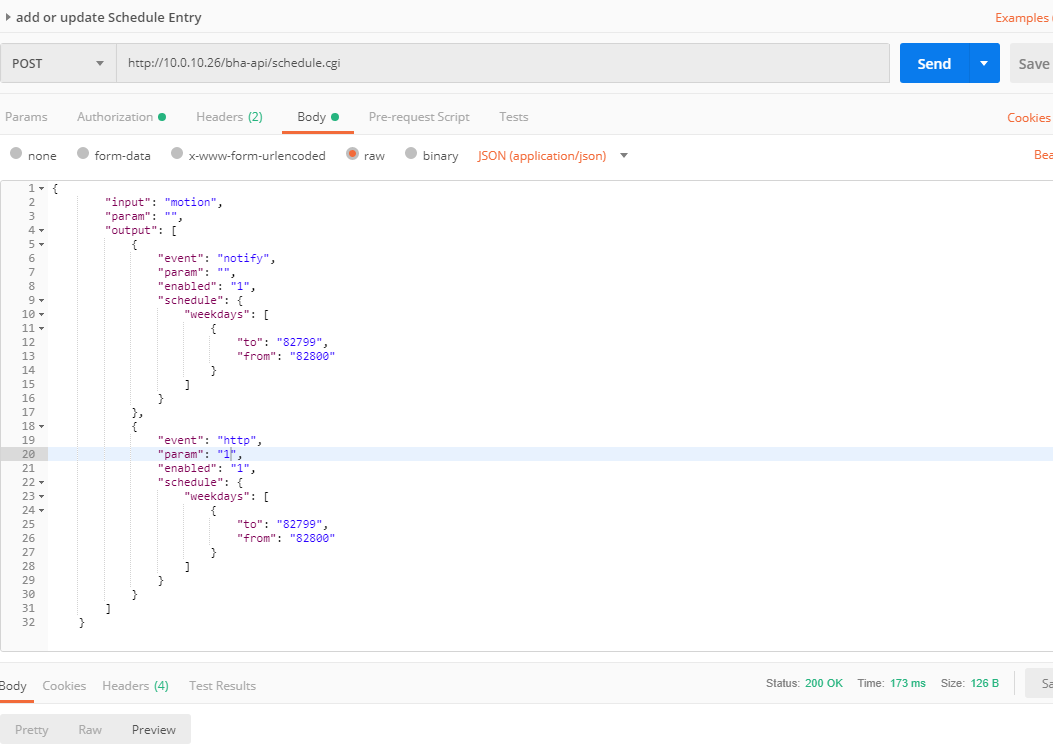 add or update Schedule Entry Examples
POST http://10.0.10.26/bha-api/schedule.cgi Send Save
Params Authorization Headers (2) Body Pre-request Script Tests Cookies
none form-data x-www-form-urlencoded raw binary JSON (application/json) Bea
1 {
2 "input": "motion",
3 "param": "",
4 "output": [
5 {
6 "event": "notify",
7 "param": "",
8 "enabled": "1",
9 "schedule": {
10 "weekdays": [
11 {
12 "to": "82799",
13 "from": "82800"
14 }
15 ]
16 }
17 },
18 {
19 "event": "http",
20 "param": "1",
21 "enabled": "1",
22 "schedule": {
23 "weekdays": [
24 {
25 "to": "82799",
26 "from": "82800"
27 }
28 ]
29 }
30 }
31 ]
32 }
Body Cookies Headers (4) Test Results Status: 200 OK Time: 173 ms Size: 126 B Sa
Pretty Raw Preview